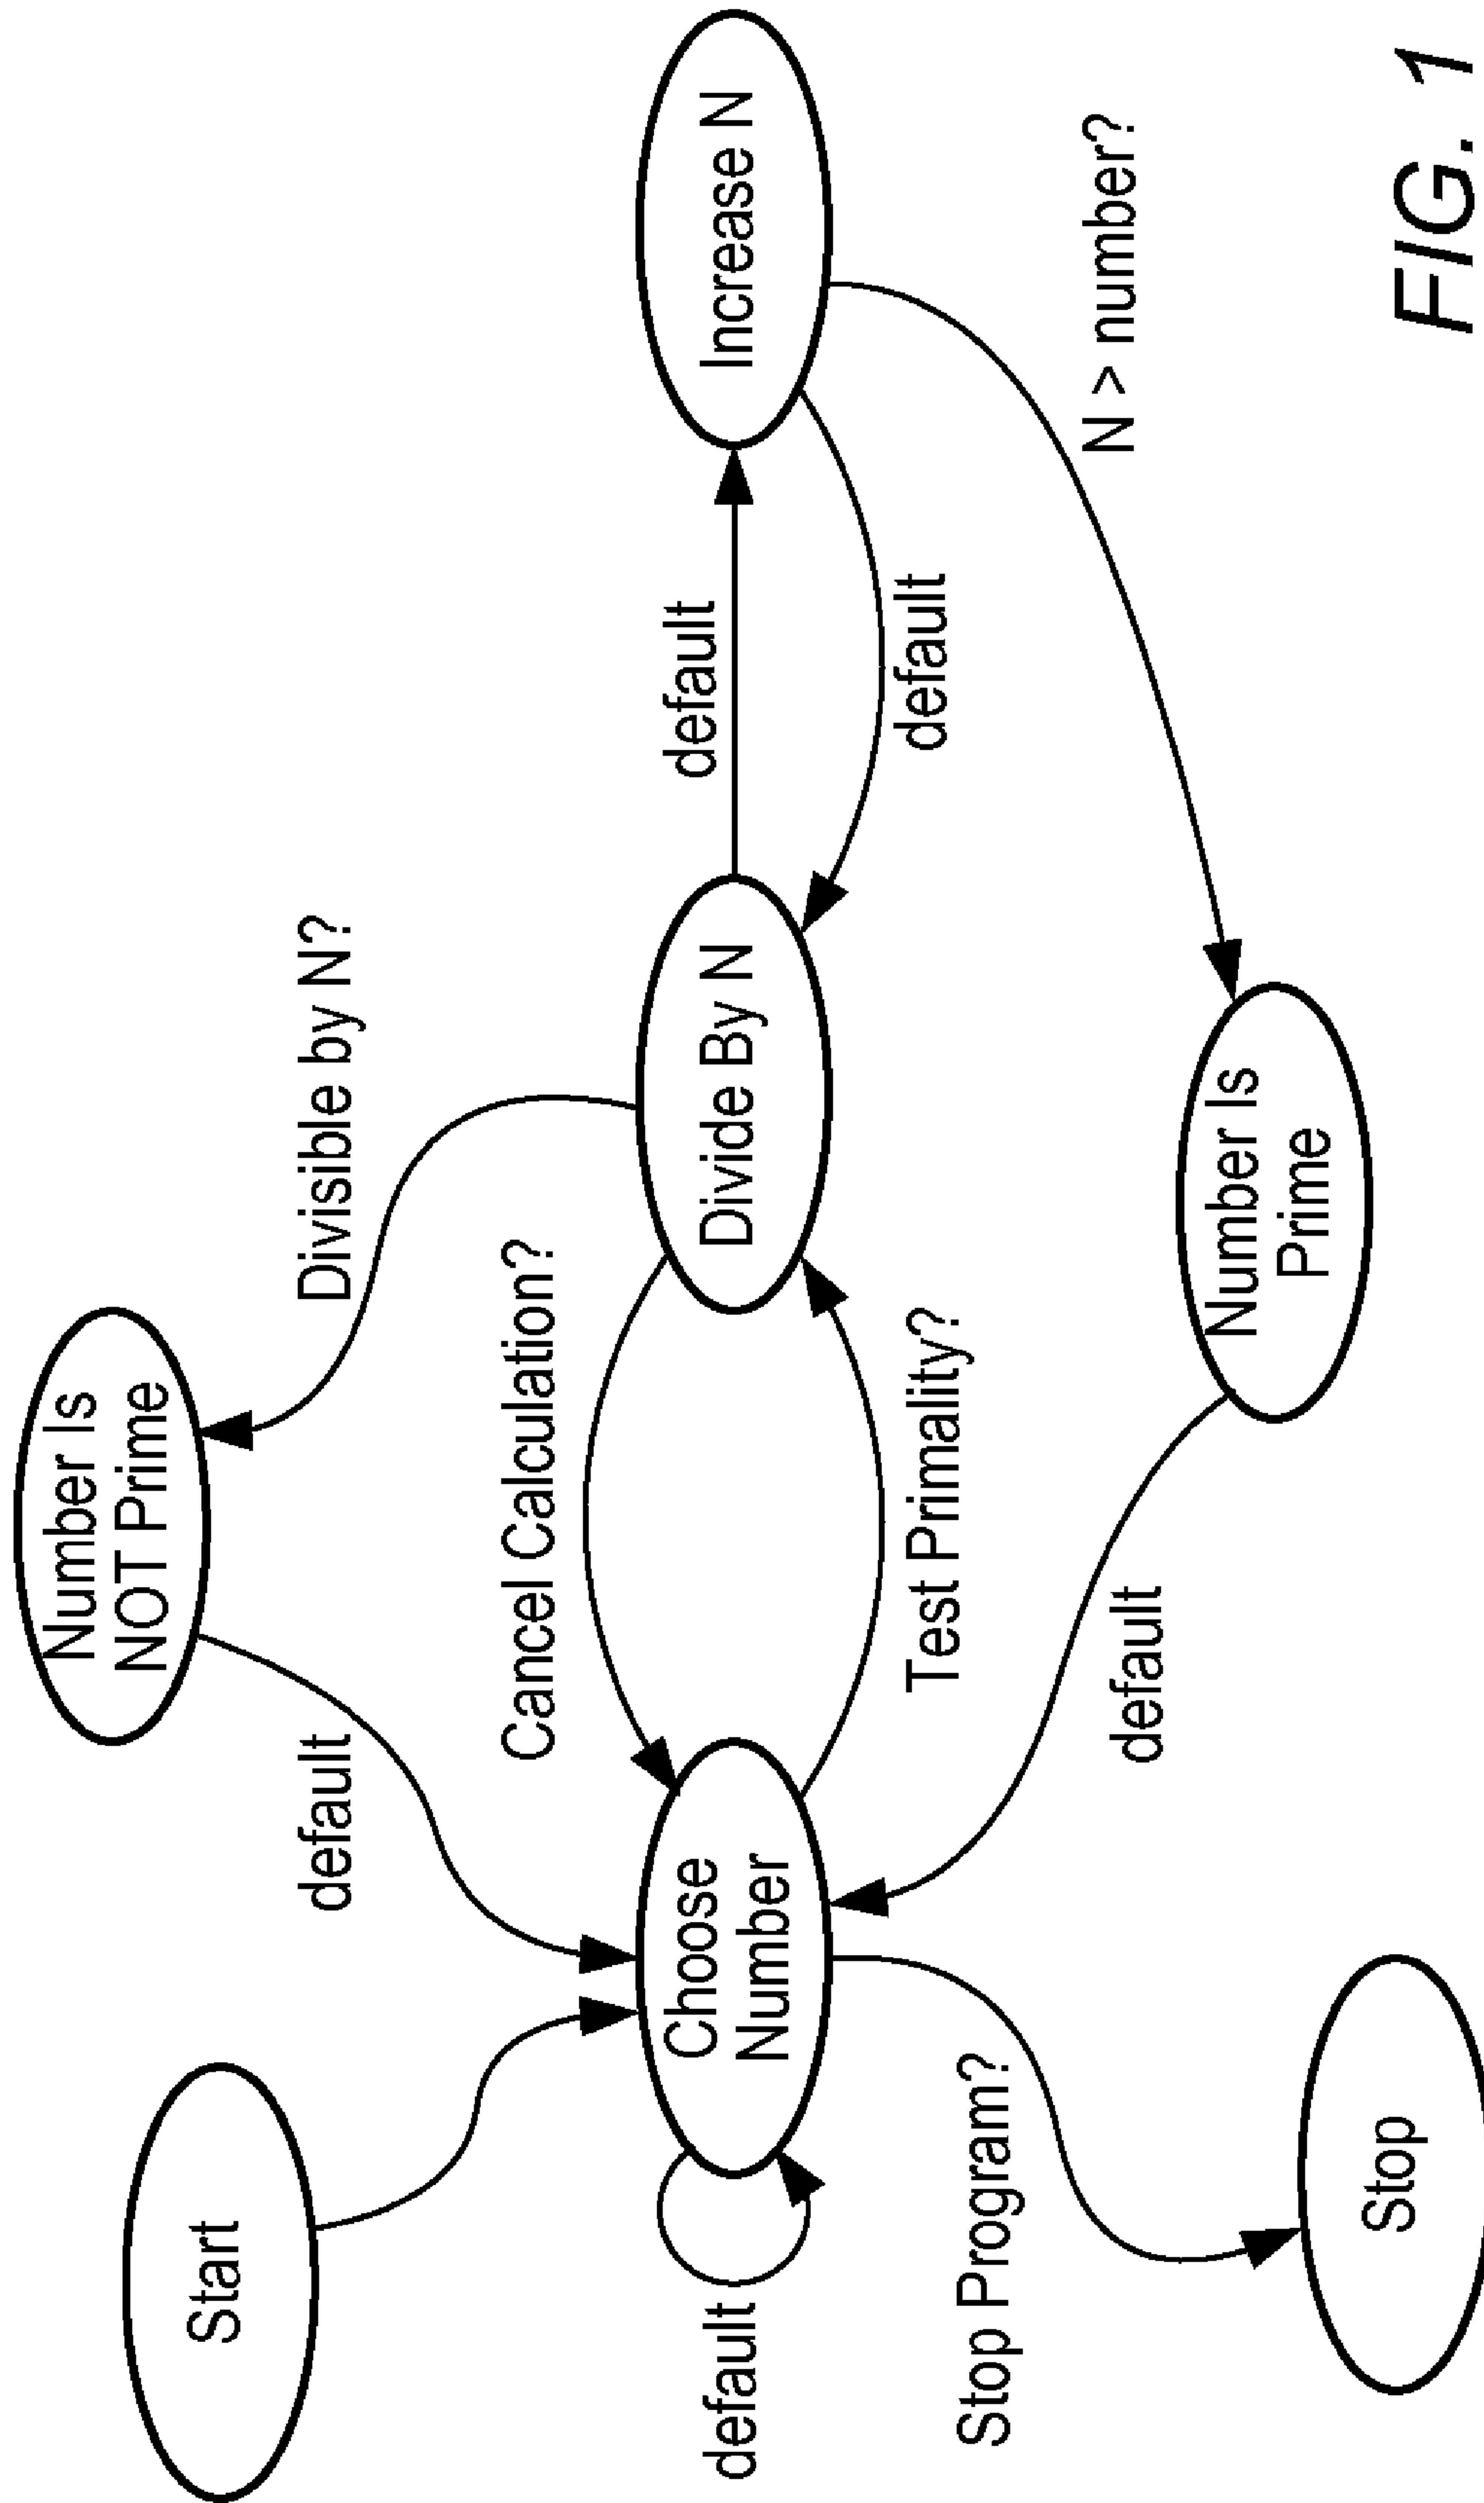 Start
Number Is
NOT Prime
default
Divisible by N?
Cancel Calculation?
default
default
Choose
Number
Divide By N
Increase N
default
Test Primality?
Stop Program?
default
N > number?
Number Is
Prime
Stop
FIG. 1